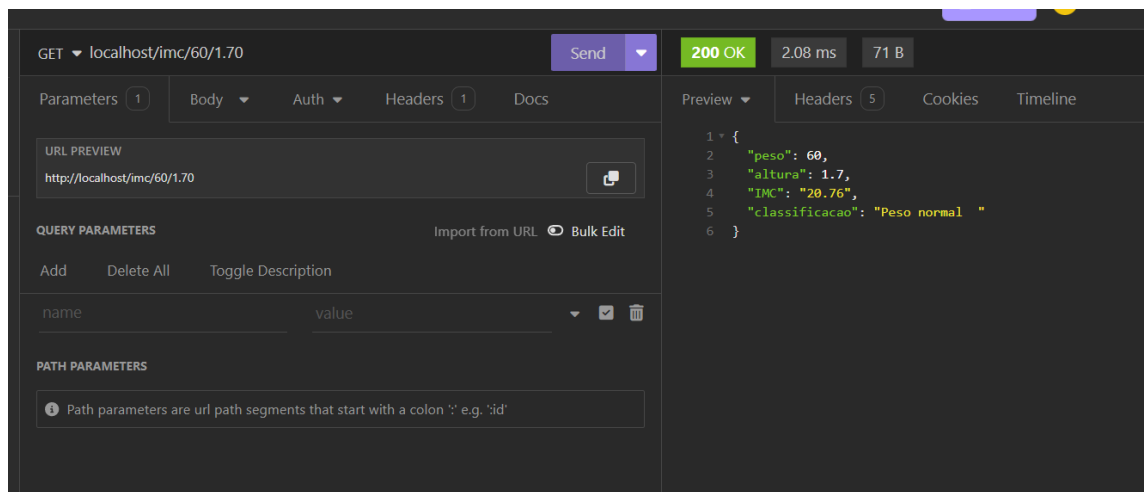 GET localhost/imc/60/1.70 Send
200 OK 2.08 ms 71 B
Parameters 1 Body Auth Headers 1 Docs
Preview Headers 5 Cookies Timeline
URL PREVIEW
http://localhost/imc/60/1.70
1 {
2 "peso": 60,
3 "altura": 1.7,
4 "IMC": "20.76",
5 "classificacao": "Peso normal  "
6 }
QUERY PARAMETERS Import from URL Bulk Edit
Add Delete All Toggle Description
name value
PATH PARAMETERS
Path parameters are url path segments that start with a colon ':' e.g. ':id'